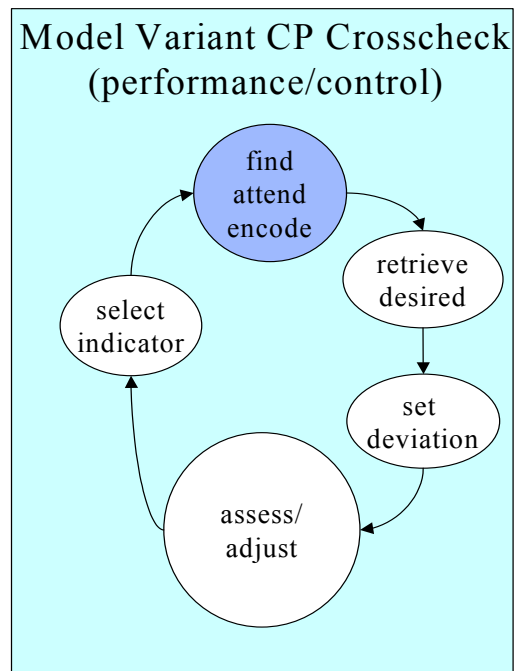 Model Variant CP Crosscheck
(performance/control)
find
attend
encode
retrieve
desired
select
indicator
set
deviation
assess/
adjust